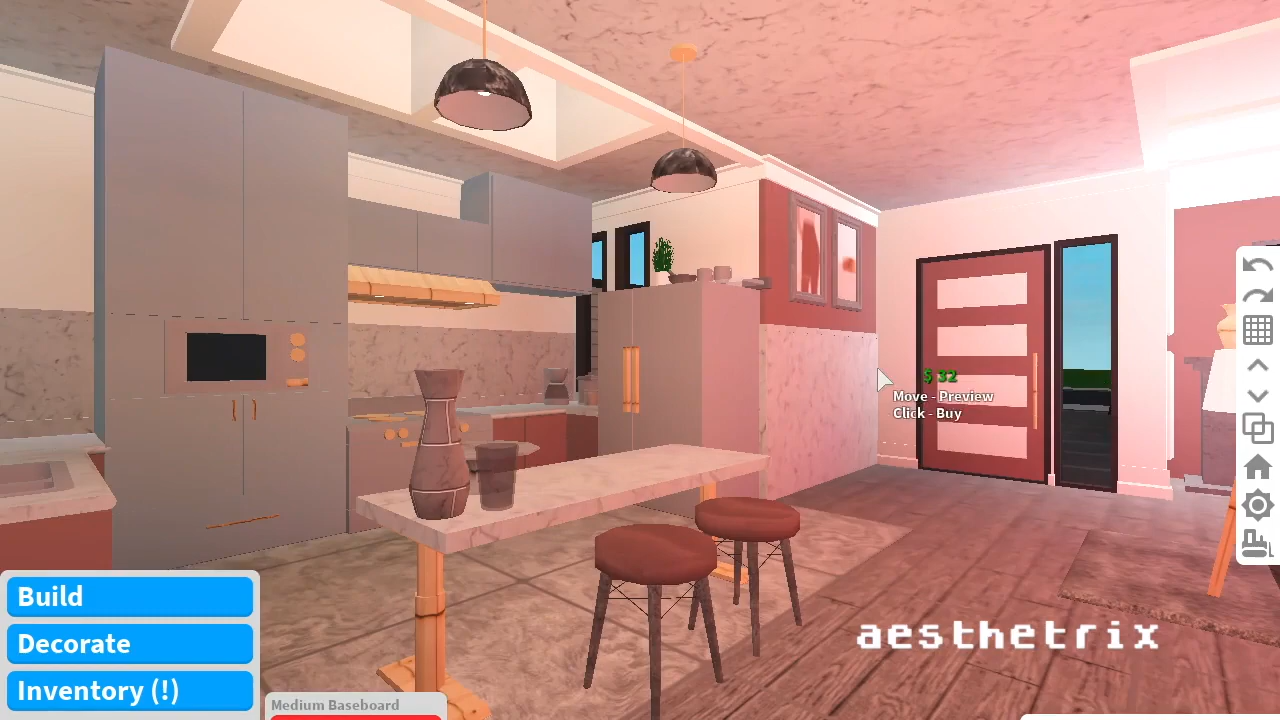 $ 32
Move - Preview
Click - Buy
Build
Decorate
Inventory (!)
Medium Baseboard
aesthetrix